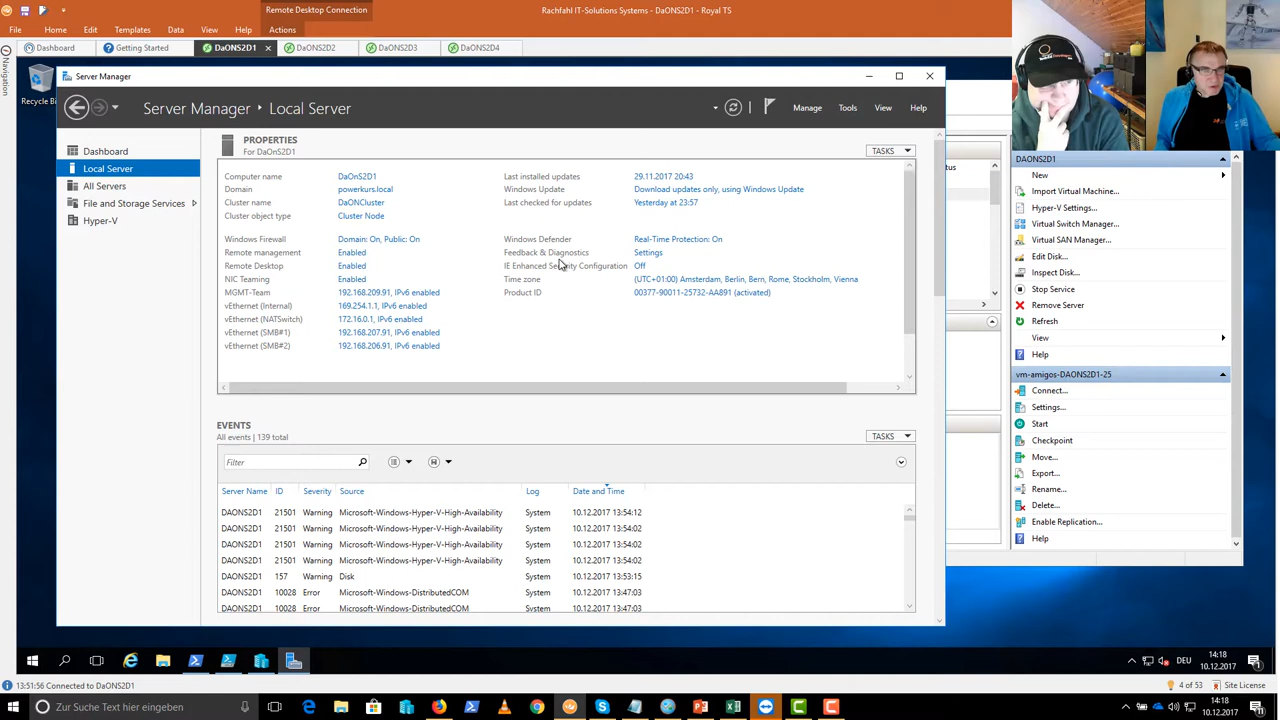 Remote Desktop Connection
Rachfahl IT-Solutions Systems - DaONS2D1 - Royal TS
File Home Edit Templates Data View Help Actions
Dashboard Getting Started DaONS2D1 DaONS2D2 DaONS2D3 DaONS2D4
Navigation
Recycle Bi
Server Manager
Server Manager Local Server
Manage Tools View Help
Dashboard
Local Server
All Servers
File and Storage Services
Hyper-V
PROPERTIES
For DaOnS2D1
TASKS
Computer name DaOnS2D1 Last installed updates 29.11.2017 20:43
Domain powerkurs.local Windows Update Download updates only, using Windows Update
Cluster name DaONCluster Last checked for updates Yesterday at 23:57
Cluster object type Cluster Node
Windows Firewall Domain: On, Public: On Windows Defender Real-Time Protection: On
Remote management Enabled Feedback & Diagnostics Settings
Remote Desktop Enabled IE Enhanced Security Configuration Off
NIC Teaming Enabled Time zone (UTC+01:00) Amsterdam, Berlin, Bern, Rome, Stockholm, Vienna
MGMT-Team 192.168.209.91, IPv6 enabled Product ID 00377-90011-25732-AA891 (activated)
vEthernet (Internal) 169.254.1.1, IPv6 enabled
vEthernet (NATSwitch) 172.16.0.1, IPv6 enabled
vEthernet (SMB#1) 192.168.207.91, IPv6 enabled
vEthernet (SMB#2) 192.168.206.91, IPv6 enabled
EVENTS
All events | 139 total
TASKS
Filter
Server Name ID Severity Source Log Date and Time
DAONS2D1 21501 Warning Microsoft-Windows-Hyper-V-High-Availability System 10.12.2017 13:54:12
DAONS2D1 21501 Warning Microsoft-Windows-Hyper-V-High-Availability System 10.12.2017 13:54:02
DAONS2D1 21501 Warning Microsoft-Windows-Hyper-V-High-Availability System 10.12.2017 13:54:02
DAONS2D1 21501 Warning Microsoft-Windows-Hyper-V-High-Availability System 10.12.2017 13:54:02
DAONS2D1 157 Warning Disk System 10.12.2017 13:53:15
DAONS2D1 10028 Error Microsoft-Windows-DistributedCOM System 10.12.2017 13:47:03
DAONS2D1 10028 Error Microsoft-Windows-DistributedCOM System 10.12.2017 13:47:03
tus
DAONS2D1
New
Import Virtual Machine...
Hyper-V Settings...
Virtual Switch Manager...
Virtual SAN Manager...
Edit Disk...
Inspect Disk...
Stop Service
Remove Server
Refresh
View
Help
vm-amigos-DAONS2D1-25
Connect...
Settings...
Start
Checkpoint
Move...
Export...
Rename...
Delete...
Enable Replication...
Help
DEU 14:18
10.12.2017
13:51:56 Connected to DaONS2D1
4 of 53 Site License
Zur Suche Text hier eingeben
14:18
10.12.2017